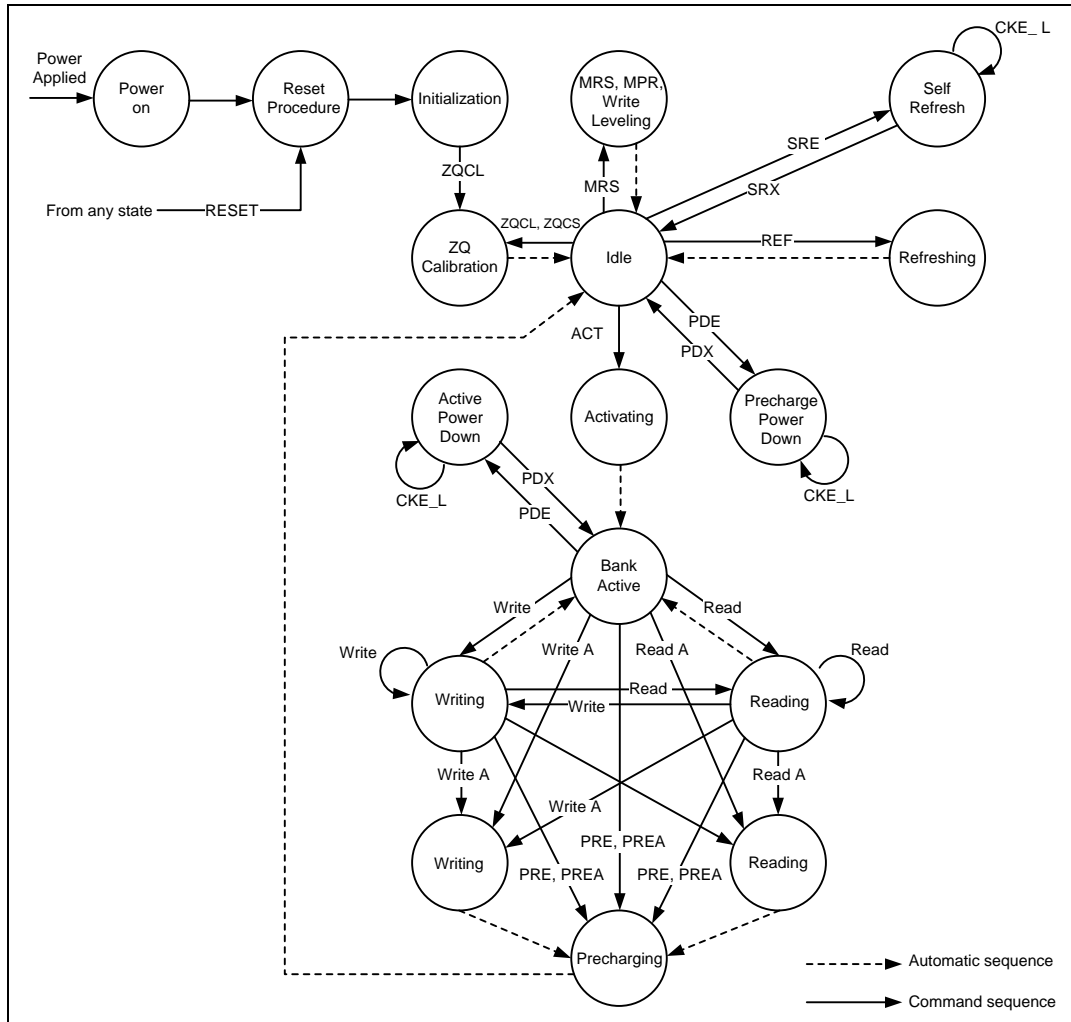 Power
Applied
Power
on
Reset
Procedure
Initialization
MRS, MPR,
Write
Leveling
CKE_ L
Self
Refresh
ZQCL
MRS
SRE
SRX
From any state
RESET
ZQCL, ZQCS
ZQ
Calibration
Idle
REF
Refreshing
ACT
PDE
PDX
Active
Power
Down
Activating
Precharge
Power
Down
CKE_L
PDX
PDE
CKE_L
Bank
Active
Write
Read
Write
Write A
Read A
Read
Writing
Read
Write
Reading
Write A
Read A
Write A
Writing
PRE, PREA
PRE, PREA
PRE, PREA
Reading
Precharging
Automatic sequence
Command sequence